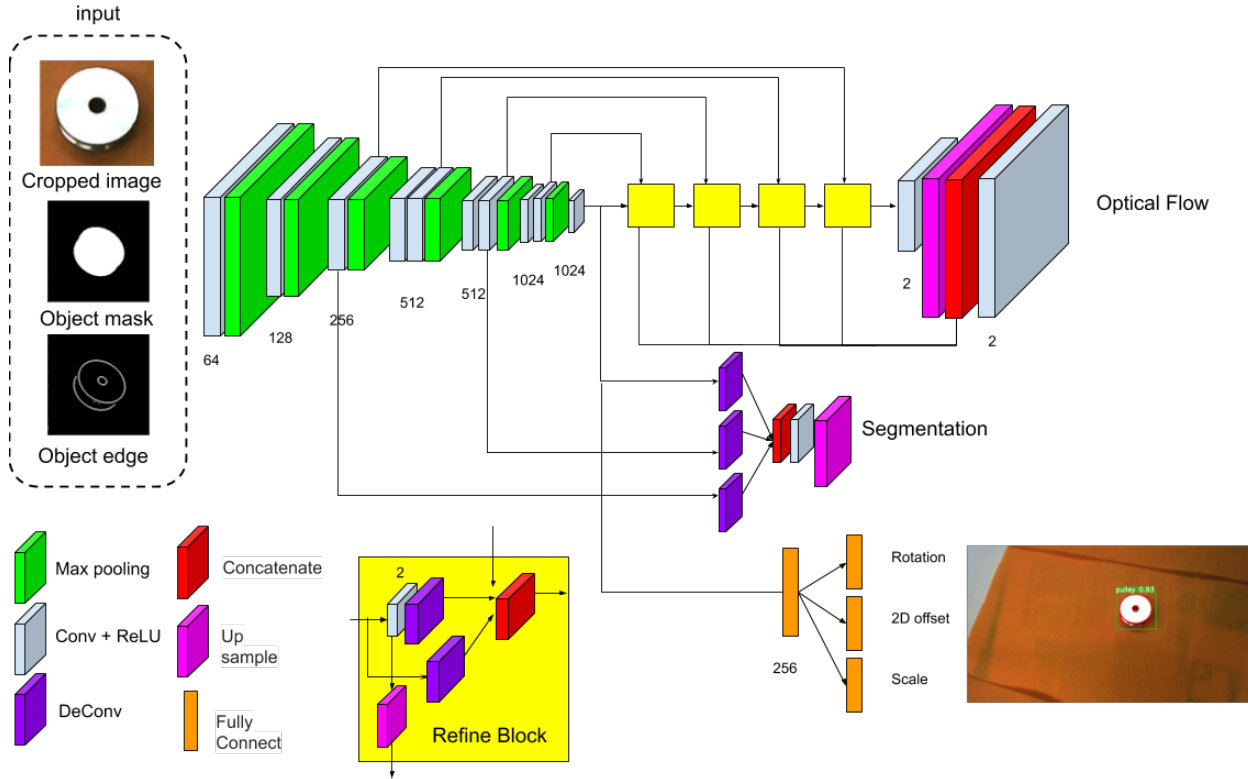 input
Cropped image
Object mask
Object edge
64
128
256
512
512
1024
1024
2
2
Optical Flow
Segmentation
Max pooling
Conv + ReLU
DeConv
Concatenate
Up
sample
Fully
Connect
2
Refine Block
256
Rotation
2D offset
Scale
pulley 0.93